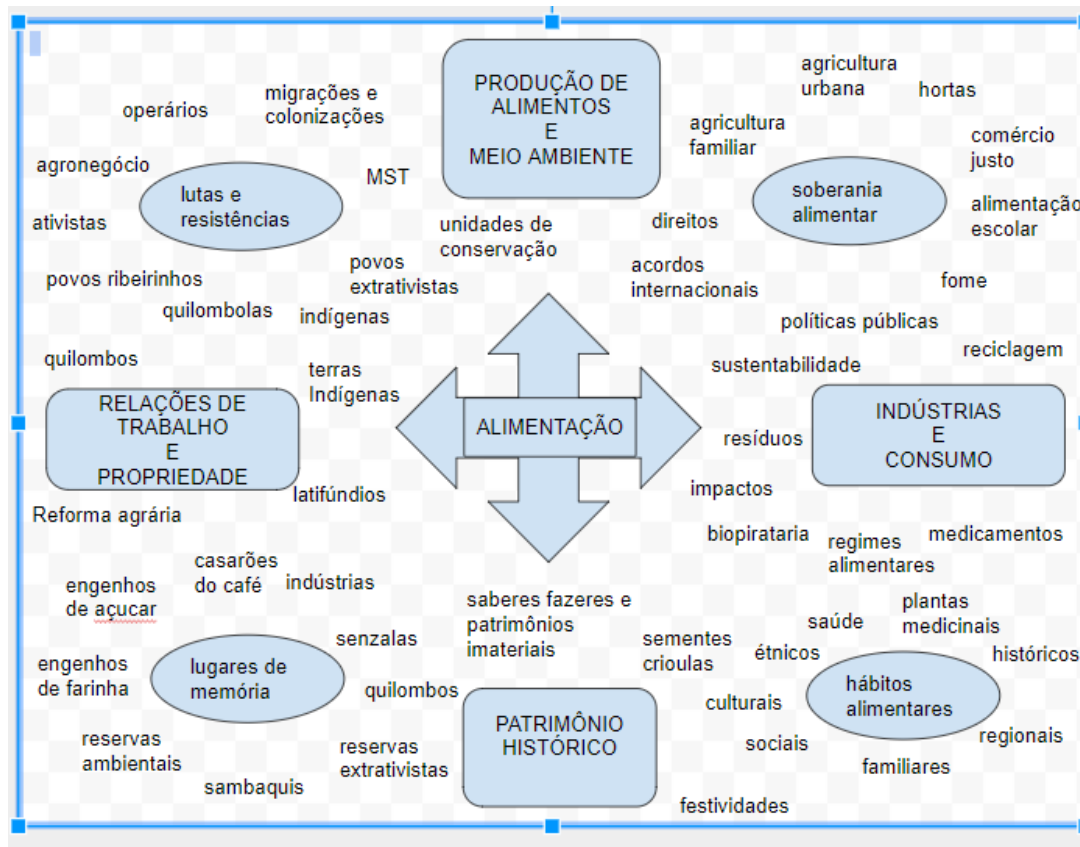 PRODUÇÃO DE
ALIMENTOS
E
MEIO AMBIENTE
operários
migrações e
colonizações
agronegócio
MST
lutas e
resistências
ativistas
unidades de
conservação
povos ribeirinhos
povos
extrativistas
quilombolas
indígenas
agricultura
urbana
hortas
agricultura
familiar
comércio
justo
soberania
alimentar
direitos
alimentação
escolar
acordos
internacionais
fome
políticas públicas
reciclagem
sustentabilidade
quilombos
terras
Indígenas
RELAÇÕES DE
TRABALHO
E
PROPRIEDADE
ALIMENTAÇÃO
INDÚSTRIAS
E
CONSUMO
resíduos
latifúndios
impactos
Reforma agrária
biopirataria
regimes
alimentares
medicamentos
casarões
do café
indústrias
engenhos
de açucar
senzalas
engenhos
de farinha
lugares de
memória
quilombos
reservas
ambientais
reservas
extrativistas
sambaquis
saberes fazeres e
patrimônios
imateriais
PATRIMÔNIO
HISTÓRICO
sementes
crioulas
saúde
plantas
medicinais
étnicos
históricos
hábitos
alimentares
culturais
sociais
regionais
familiares
festividades